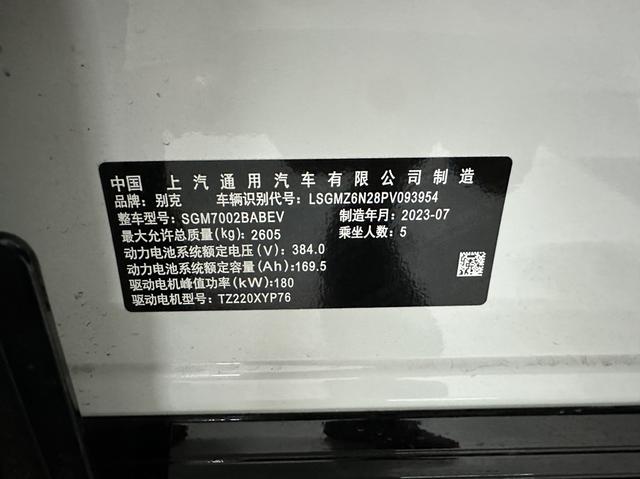 中国 上汽通用汽车有限公司制造
品牌：别克 车辆识别代号：LSGMZ6N28PV093954
整车型号：SGM7002BABEV 制造年月：2023-07
最大允许总质量(kg)：2605 乘坐人数：5
动力电池系统额定电压(V)：384.0
动力电池系统额定容量(Ah)：169.5
驱动电机峰值功率(kW)：180
驱动电机型号：TZ220XYP76